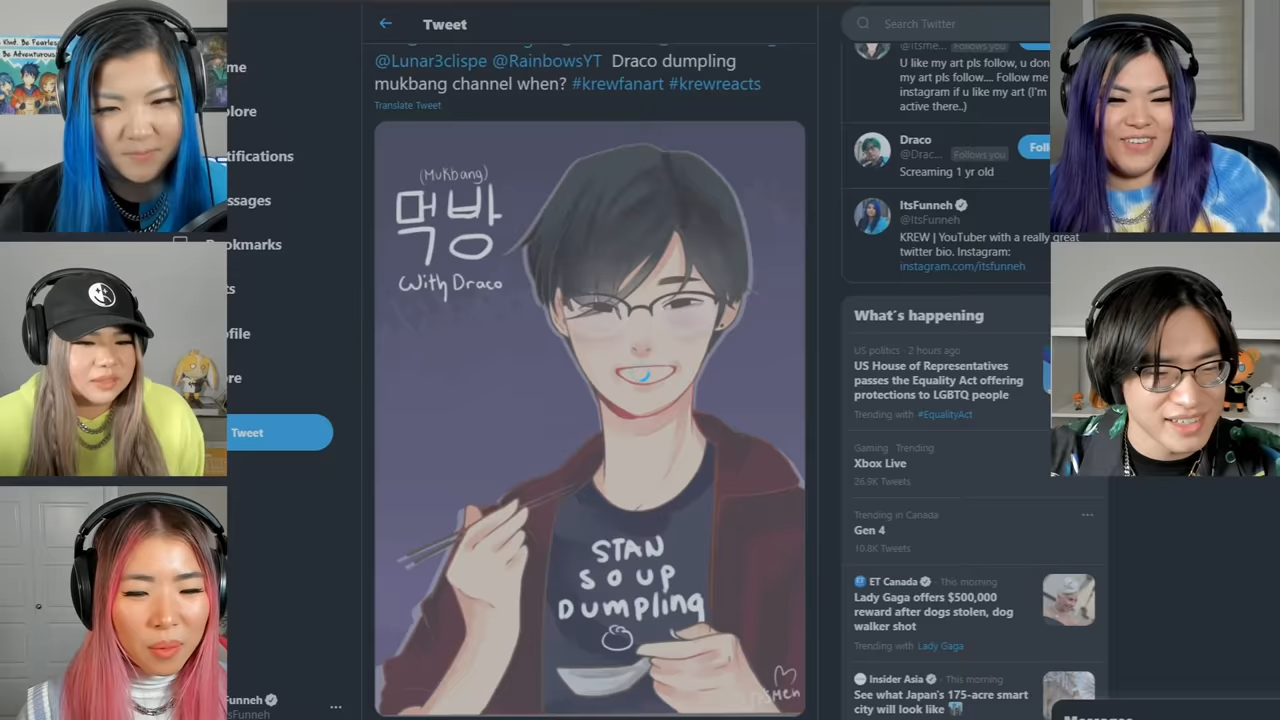 Be Kind. Be Fearless
Be Adventurous
me
plore
tifications
ssages
Bookmarks
ts
ofile
ore
Tweet
Funneh
sFunneh
Tweet
@Lunar3clispe @RainbowsYT Draco dumpling
mukbang channel when? #krewfanart #krewreacts
Translate Tweet
(Mukbang)
먹방
with Draco
STAN
SOUP
Dumpling
Search Twitter
@itsme... Follows you
U like my art pls follow, u don
my art pls follow.... Follow me
instagram if u like my art (I'm
active there..)
Draco
@Drac... Follows you
Foll
Screaming 1 yr old
ItsFunneh
@ItsFunneh
KREW | YouTuber with a really great
twitter bio. Instagram:
instagram.com/itsfunneh
What's happening
US politics · 2 hours ago
US House of Representatives
passes the Equality Act offering
protections to LGBTQ people
Trending with #EqualityAct
Gaming · Trending
Xbox Live
26.9K Tweets
Trending in Canada
Gen 4
10.8K Tweets
ET Canada · This morning
Lady Gaga offers $500,000
reward after dogs stolen, dog
walker shot
Trending with Lady Gaga
Insider Asia · This morning
See what Japan's 175-acre smart
city will look like
Messages